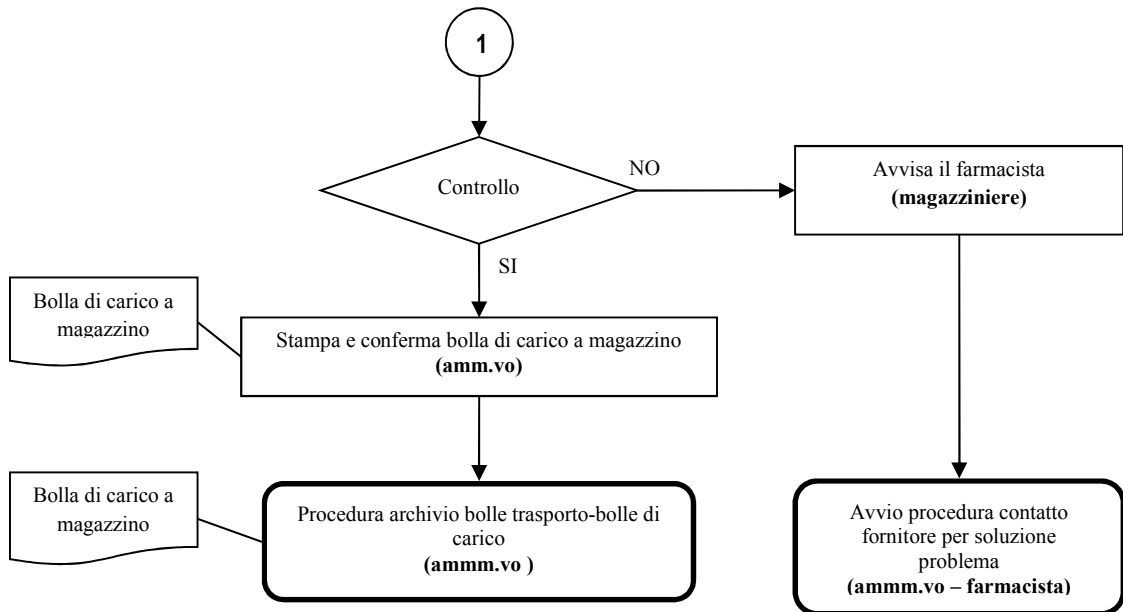 1
Controllo
NO
Avvisa il farmacista
(magazziniere)
SI
Bolla di carico a
magazzino
Stampa e conferma bolla di carico a magazzino
(amm.vo)
Bolla di carico a
magazzino
Procedura archivio bolle trasporto-bolle di
carico
(ammm.vo )
Avvio procedura contatto
fornitore per soluzione
problema
(ammm.vo – farmacista)